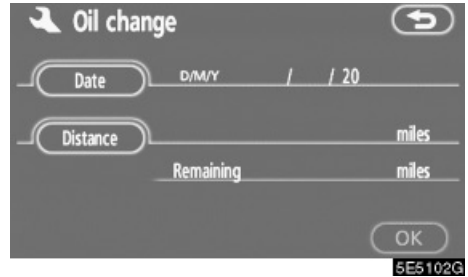 Oil change
Date D/M/Y / / 20
Distance miles
Remaining miles
OK
5E5102G